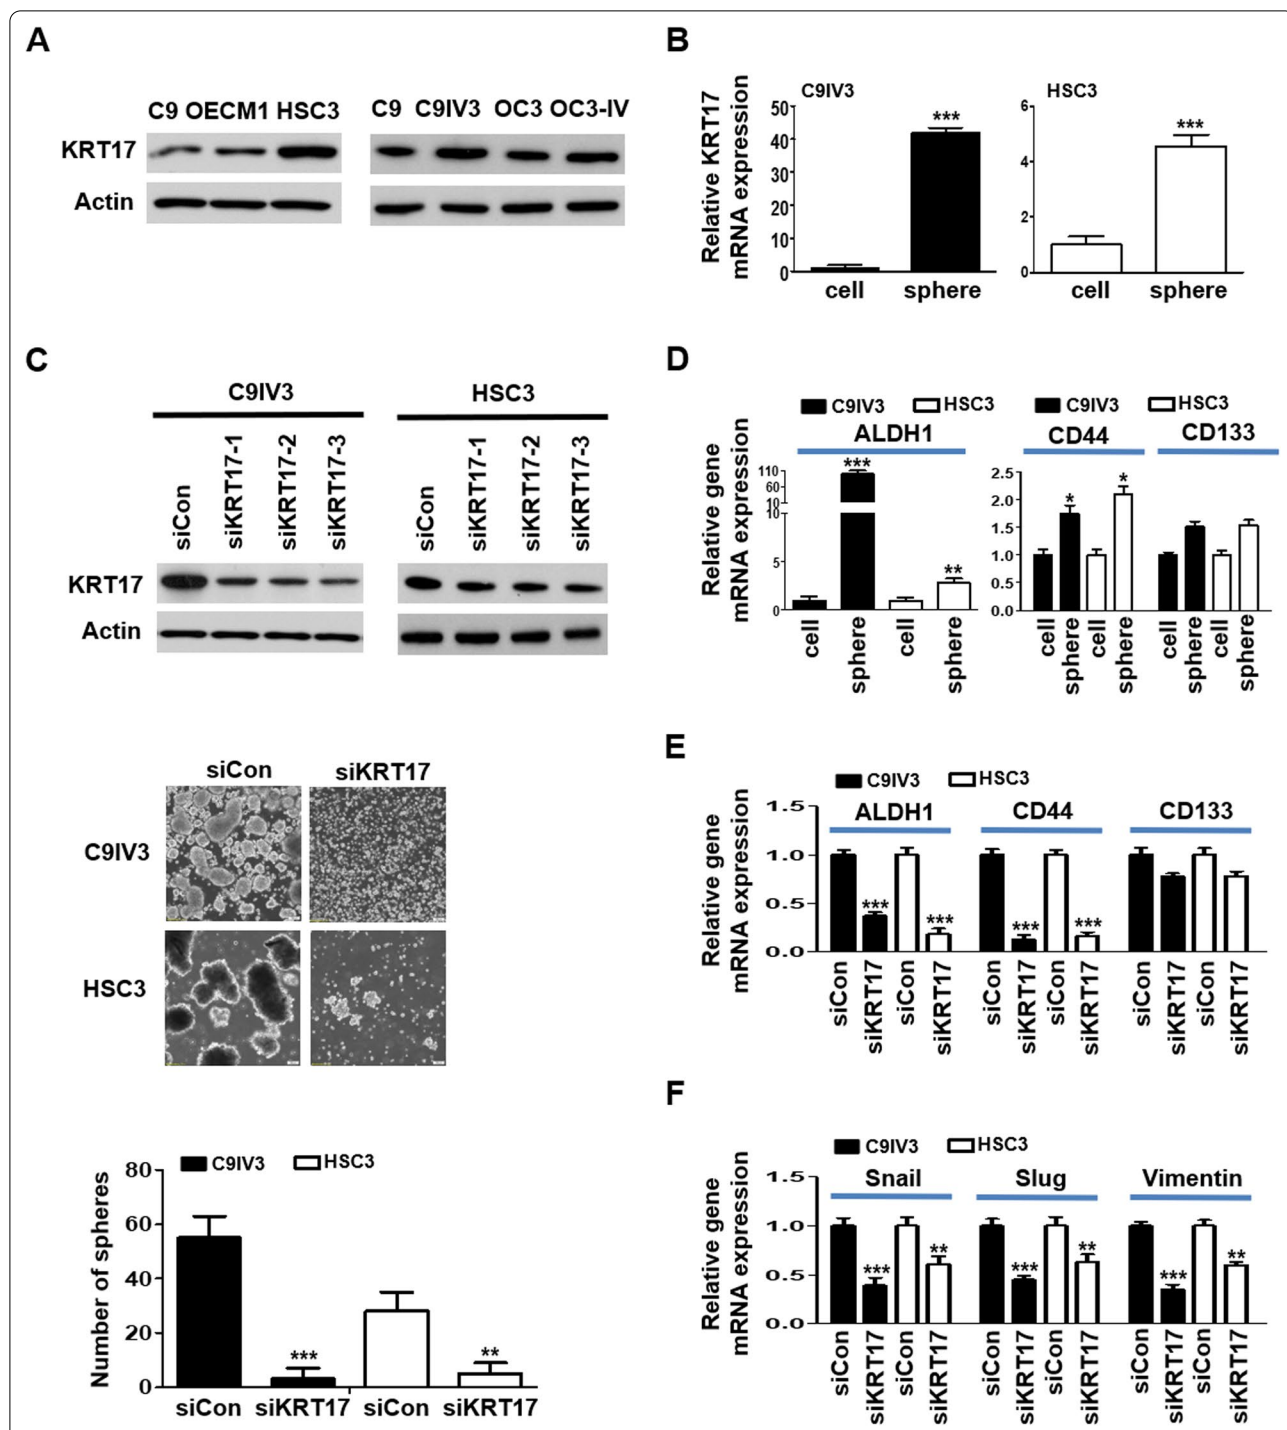 A
C9 OECM1 HSC3
C9 C9IV3 OC3 OC3-IV
KRT17
Actin
B
Relative KRT17
mRNA expression
C9IV3
50
40
30
20
10
0
***
cell
sphere
HSC3
6
4
2
0
***
cell
sphere
C
C9IV3
HSC3
siCon
siKRT17-1
siKRT17-2
siKRT17-3
siCon
siKRT17-1
siKRT17-2
siKRT17-3
KRT17
Actin
siCon
siKRT17
C9IV3
HSC3
C9IV3
HSC3
Number of spheres
80
60
40
20
0
***
**
siCon
siKRT17
siCon
siKRT17
D
C9IV3
HSC3
ALDH1
Relative gene
mRNA expression
110
60
10
10
5
0
***
**
cell
sphere
cell
sphere
C9IV3
HSC3
CD44
CD133
2.5
2.0
1.5
1.0
0.5
0.0
*
*
cell
sphere
cell
sphere
cell
sphere
cell
sphere
E
C9IV3
HSC3
ALDH1
CD44
CD133
Relative gene
mRNA expression
1.5
1.0
0.5
0.0
***
***
***
***
siCon
siKRT17
siCon
siKRT17
siCon
siKRT17
siCon
siKRT17
siCon
siKRT17
siCon
siKRT17
F
C9IV3
HSC3
Snail
Slug
Vimentin
Relative gene
mRNA expression
1.5
1.0
0.5
0.0
***
**
***
**
***
**
siCon
siKRT17
siCon
siKRT17
siCon
siKRT17
siCon
siKRT17
siCon
siKRT17
siCon
siKRT17